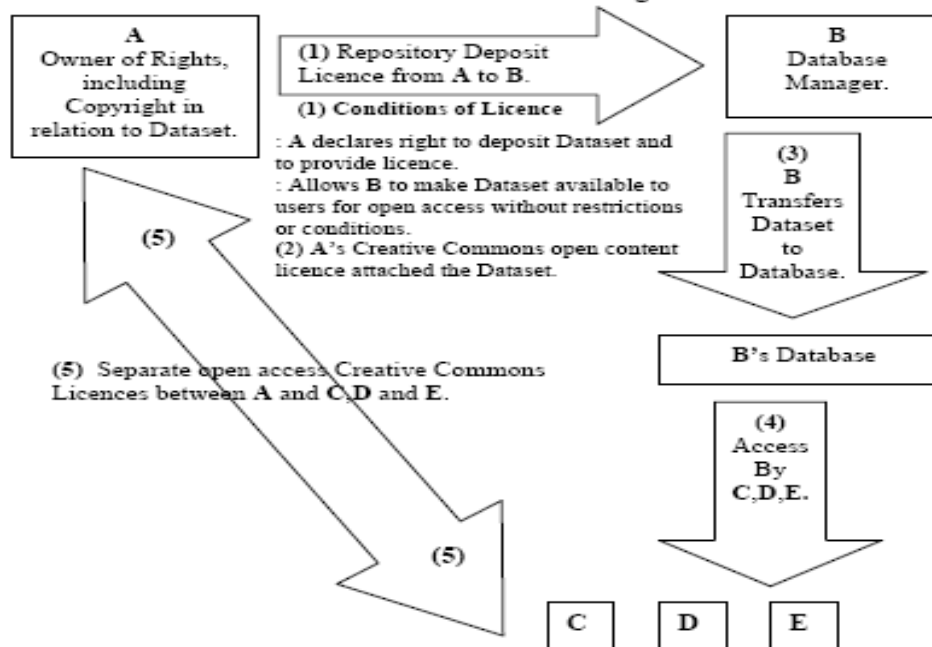 A
Owner of Rights,
including
Copyright in
relation to Dataset.
(1) Repository Deposit
Licence from A to B.
(1) Conditions of Licence
: A declares right to deposit Dataset and
to provide licence.
: Allows B to make Dataset available to
users for open access without restrictions
or conditions.
(2) A's Creative Commons open content
licence attached the Dataset.
B
Database
Manager.
(3)
B
Transfers
Dataset
to
Database.
B's Database
(4)
Access
By
C,D,E.
(5)
(5) Separate open access Creative Commons
Licences between A and C,D and E.
(5)
C
D
E